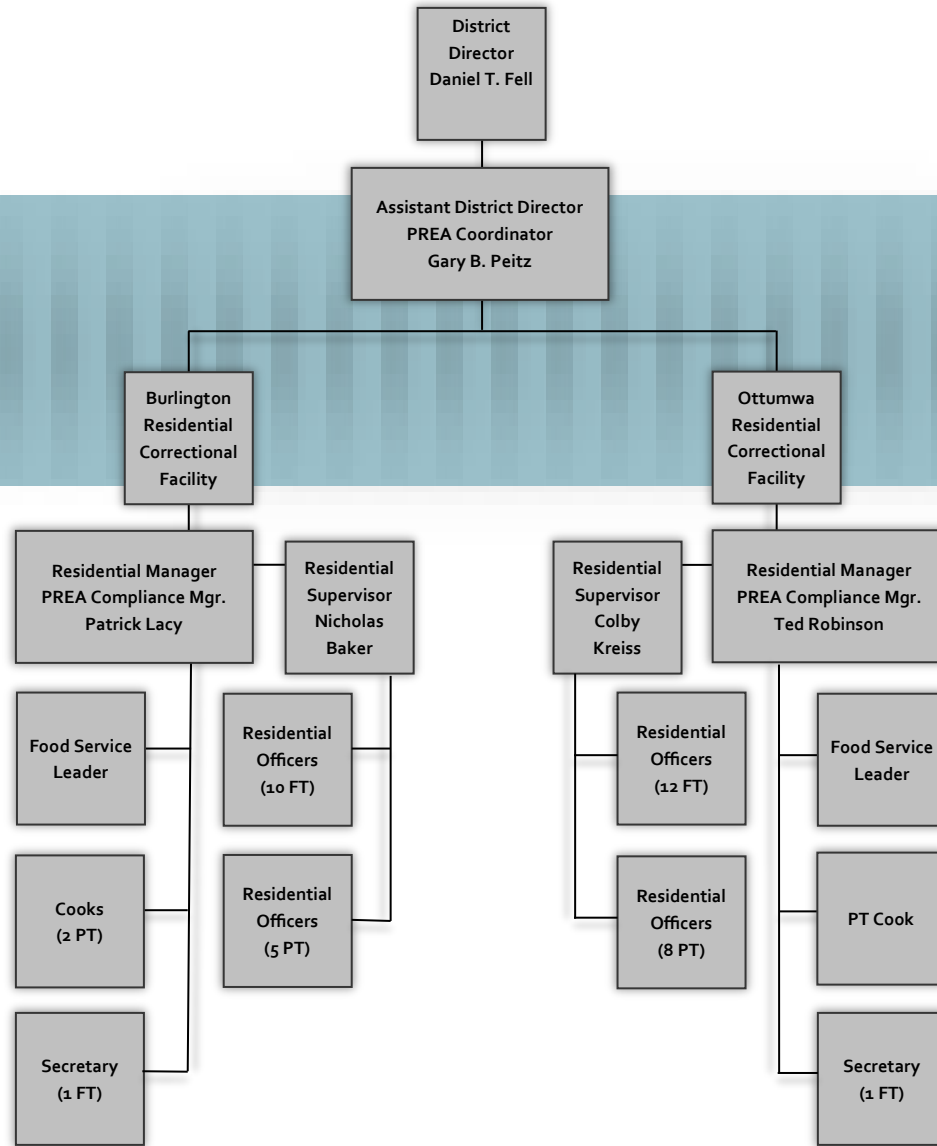 District
Director
Daniel T. Fell
Assistant District Director
PREA Coordinator
Gary B. Peitz
Burlington
Residential
Correctional
Facility
Ottumwa
Residential
Correctional
Facility
Residential Manager
PREA Compliance Mgr.
Patrick Lacy
Residential
Supervisor
Nicholas
Baker
Residential
Supervisor
Colby
Kreiss
Residential Manager
PREA Compliance Mgr.
Ted Robinson
Food Service
Leader
Residential
Officers
(10 FT)
Residential
Officers
(12 FT)
Food Service
Leader
Cooks
(2 PT)
Residential
Officers
(5 PT)
Residential
Officers
(8 PT)
PT Cook
Secretary
(1 FT)
Secretary
(1 FT)